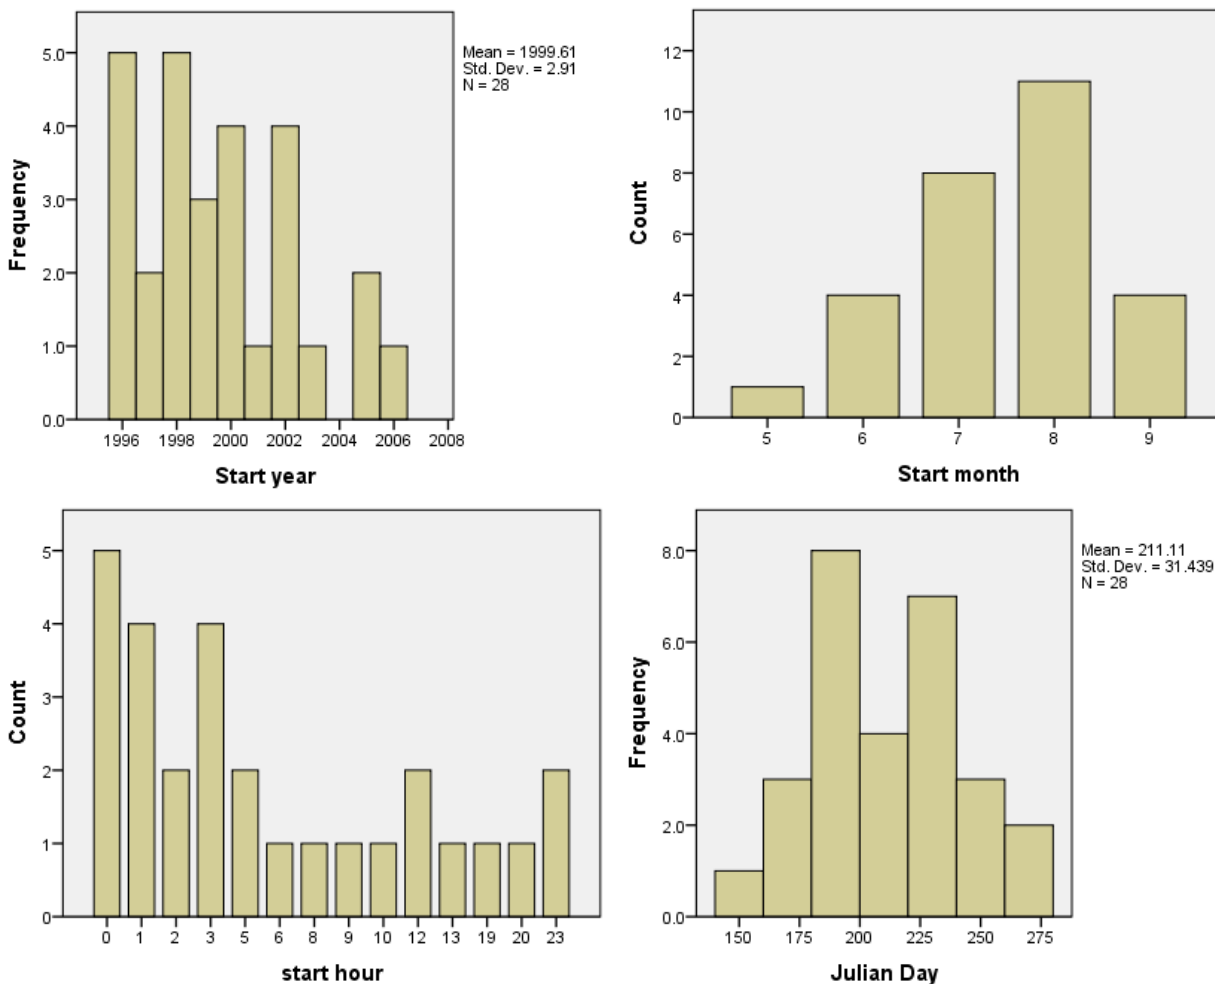 5.0
4.0
3.0
2.0
1.0
0.0
Frequency
1996 1998 2000 2002 2004 2006 2008
Start year
Mean = 1999.61
Std. Dev. = 2.91
N = 28
12
10
8
6
4
2
0
Count
5 6 7 8 9
Start month
5
4
3
2
1
0
Count
0 1 2 3 5 6 8 9 10 12 13 19 20 23
start hour
8.0
6.0
4.0
2.0
0.0
Frequency
150 175 200 225 250 275
Julian Day
Mean = 211.11
Std. Dev. = 31.439
N = 28